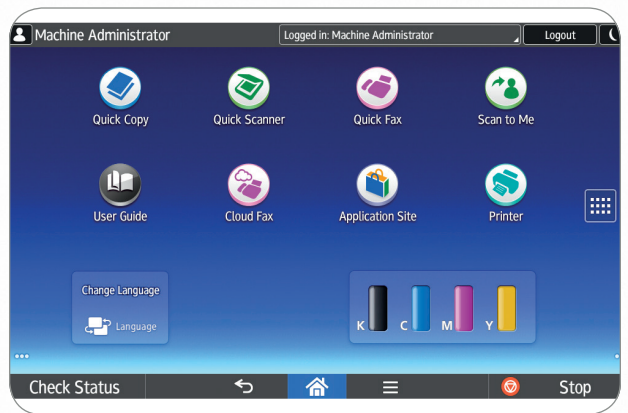 Machine Administrator
Logged in: Machine Administrator
Logout
Quick Copy
Quick Scanner
Quick Fax
Scan to Me
User Guide
Cloud Fax
Application Site
Printer
Change Language
Language
K C M Y
Check Status
Stop